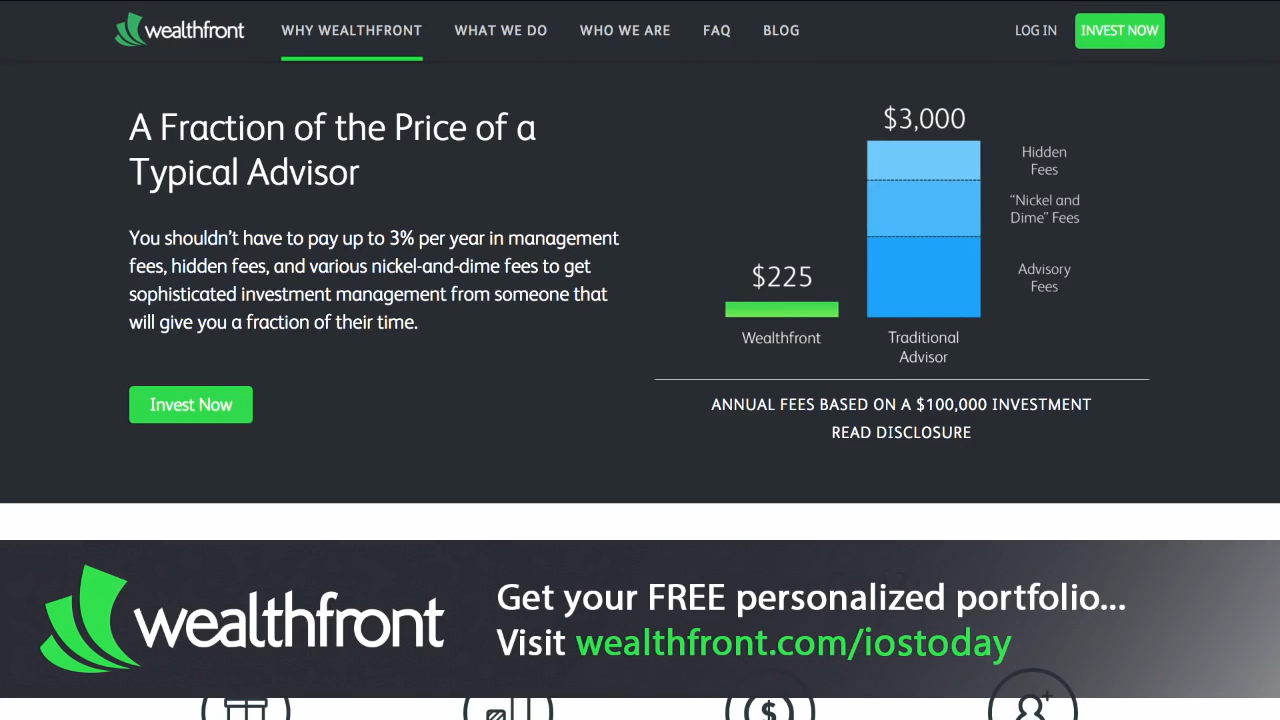 wealthfront
WHY WEALTHFRONT
WHAT WE DO
WHO WE ARE
FAQ
BLOG
LOG IN
INVEST NOW
A Fraction of the Price of a
Typical Advisor
You shouldn't have to pay up to 3% per year in management
fees, hidden fees, and various nickel-and-dime fees to get
sophisticated investment management from someone that
will give you a fraction of their time.
Invest Now
$3,000
Hidden
Fees
"Nickel and
Dime" Fees
Advisory
Fees
$225
Wealthfront
Traditional
Advisor
ANNUAL FEES BASED ON A $100,000 INVESTMENT
READ DISCLOSURE
wealthfront
Get your FREE personalized portfolio...
Visit wealthfront.com/iostoday
$